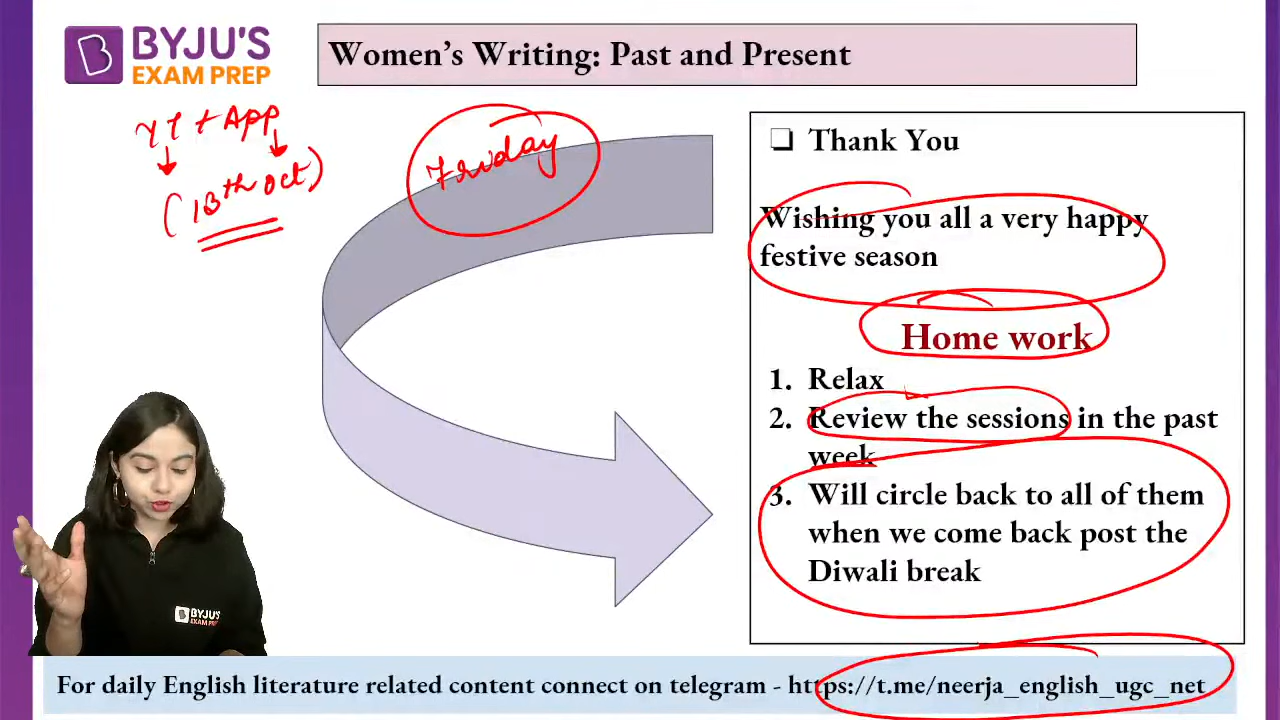 BYJU'S
EXAM PREP
Women's Writing: Past and Present
YT + App
(18th Oct)
Friday
❏ Thank You
Wishing you all a very happy
festive season
Home work
1. Relax
2. Review the sessions in the past
week
3. Will circle back to all of them
when we come back post the
Diwali break
BYJU'S
EXAM PREP
For daily English literature related content connect on telegram - https://t.me/neerja_english_ugc_net